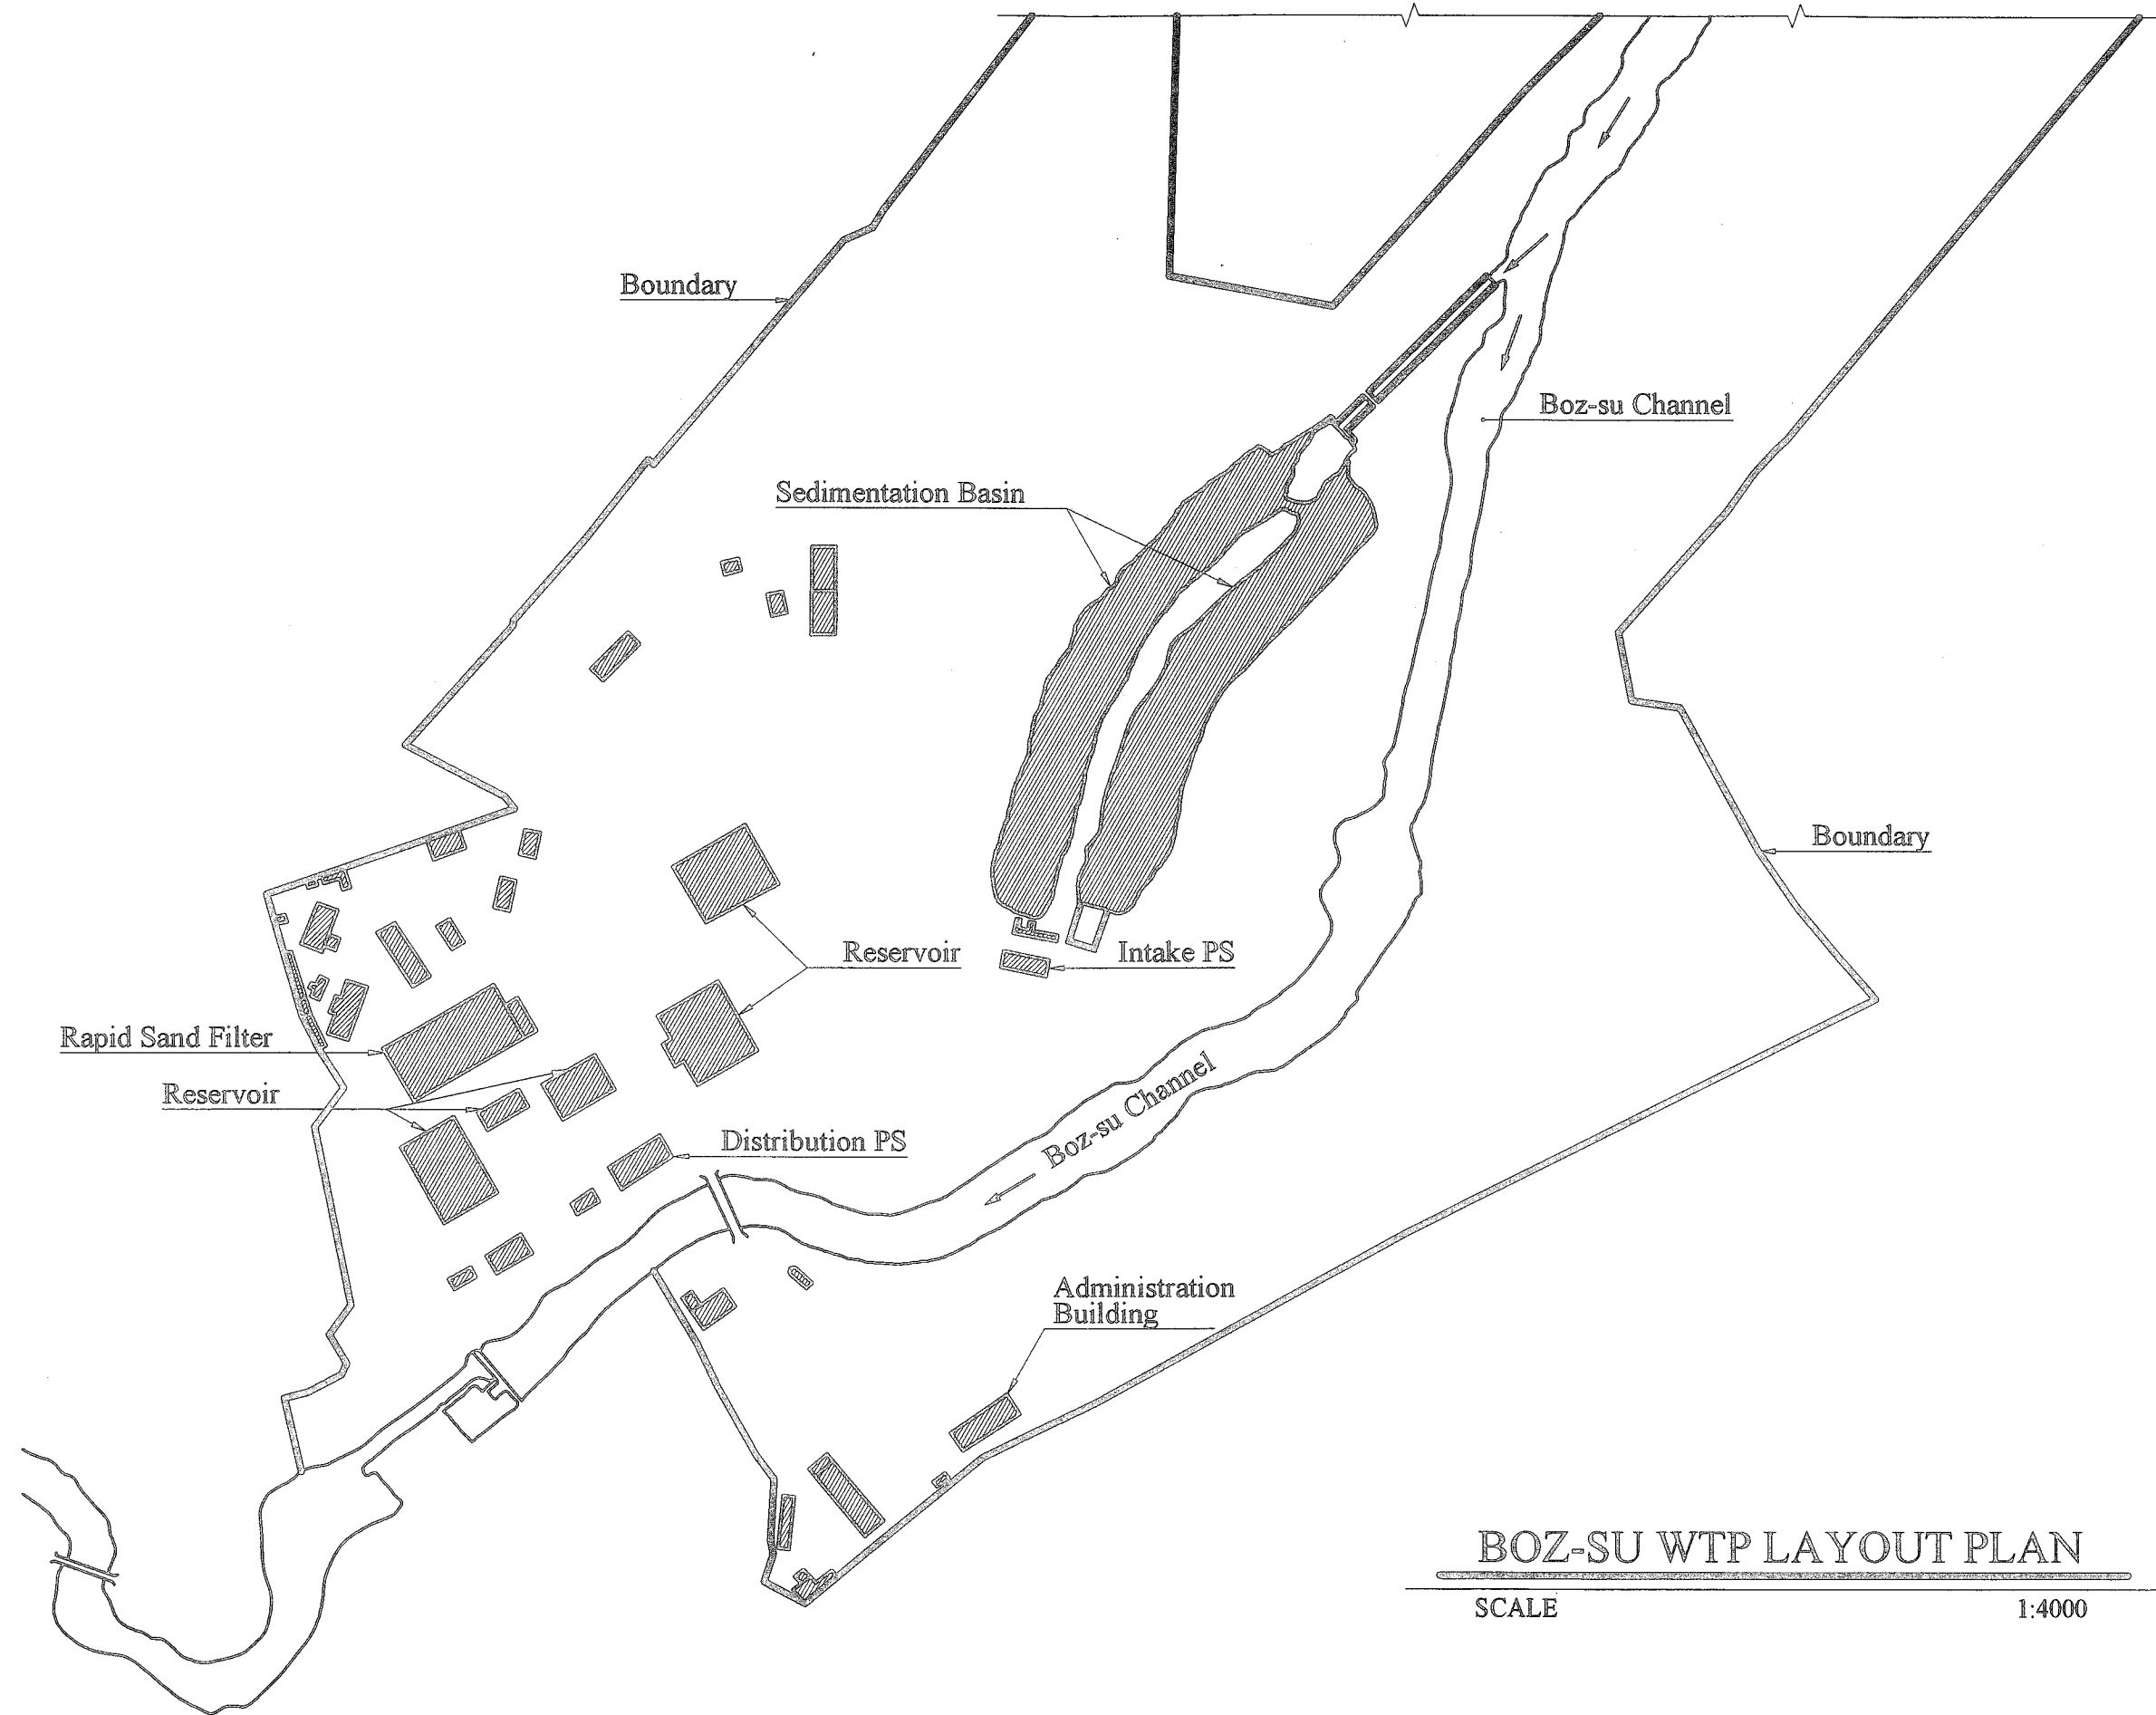 Boundary
Boz-su Channel
Sedimentation Basin
Boundary
Reservoir
Intake PS
Rapid Sand Filter
Reservoir
Boz-su Channel
Distribution PS
Administration
Building
BOZ-SU WTP LAYOUT PLAN
SCALE 1:4000